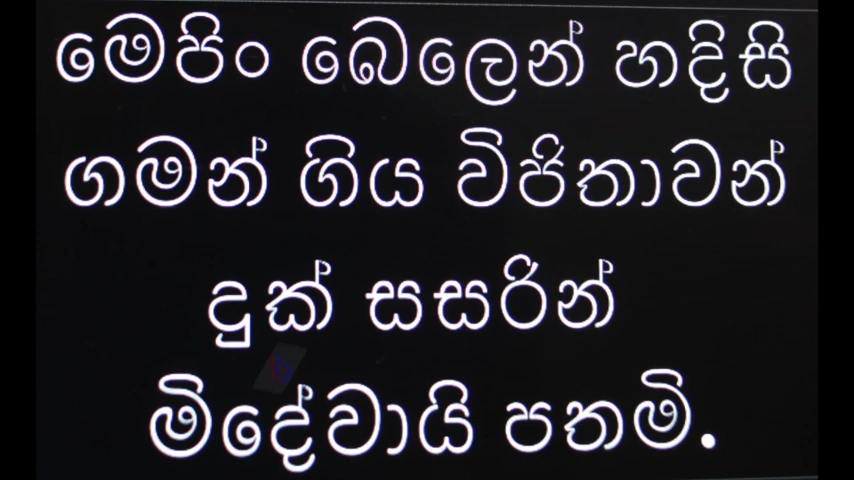 මෙපිං බෙලෙන් හදිසි
ගමන් ගිය විජිතාවන්
දුක් සසරින්
මිදේවායි පතමි.